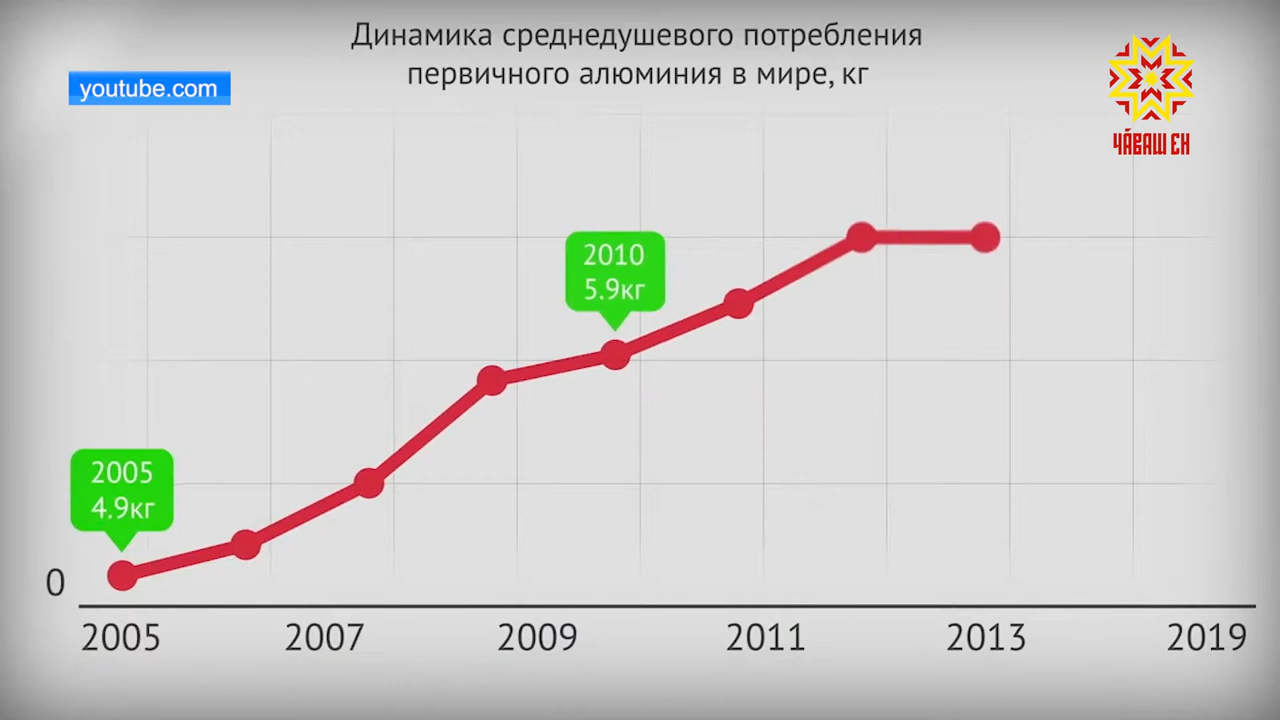 Динамика среднедушевого потребления
первичного алюминия в мире, кг
youtube.com
ЧӐВАШ ЕН
2010
5.9кг
2005
4.9кг
0
2005 2007 2009 2011 2013 2019